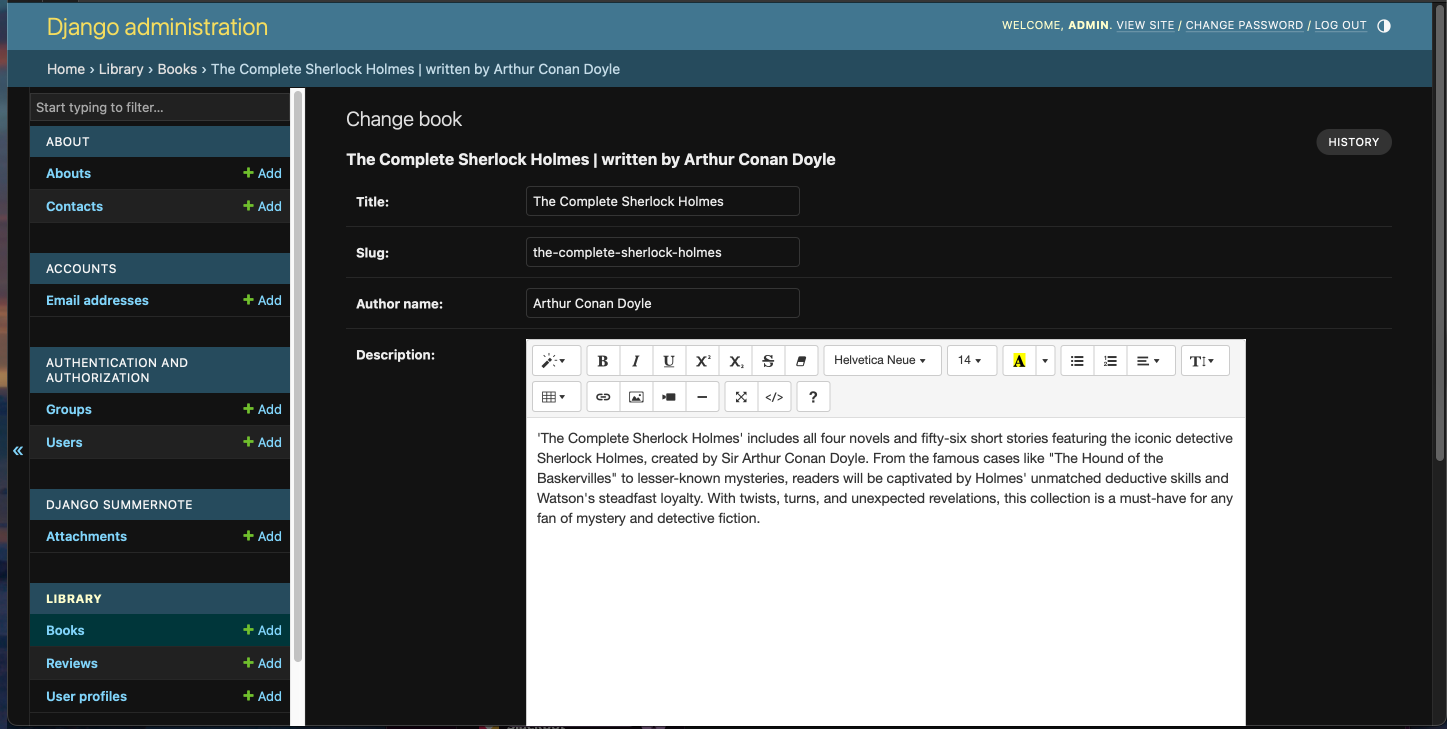 Django administration
WELCOME, ADMIN. VIEW SITE / CHANGE PASSWORD / LOG OUT
Home › Library › Books › The Complete Sherlock Holmes | written by Arthur Conan Doyle
Start typing to filter...
ABOUT
Abouts + Add
Contacts + Add
ACCOUNTS
Email addresses + Add
AUTHENTICATION AND
AUTHORIZATION
Groups + Add
Users + Add
«
DJANGO SUMMERNOTE
Attachments + Add
LIBRARY
Books + Add
Reviews + Add
User profiles + Add
Change book
HISTORY
The Complete Sherlock Holmes | written by Arthur Conan Doyle
Title: The Complete Sherlock Holmes
Slug: the-complete-sherlock-holmes
Author name: Arthur Conan Doyle
Description:
B I U X² X₂ S Helvetica Neue 14 A T
</> ?
'The Complete Sherlock Holmes' includes all four novels and fifty-six short stories featuring the iconic detective
Sherlock Holmes, created by Sir Arthur Conan Doyle. From the famous cases like "The Hound of the
Baskervilles" to lesser-known mysteries, readers will be captivated by Holmes' unmatched deductive skills and
Watson's steadfast loyalty. With twists, turns, and unexpected revelations, this collection is a must-have for any
fan of mystery and detective fiction.